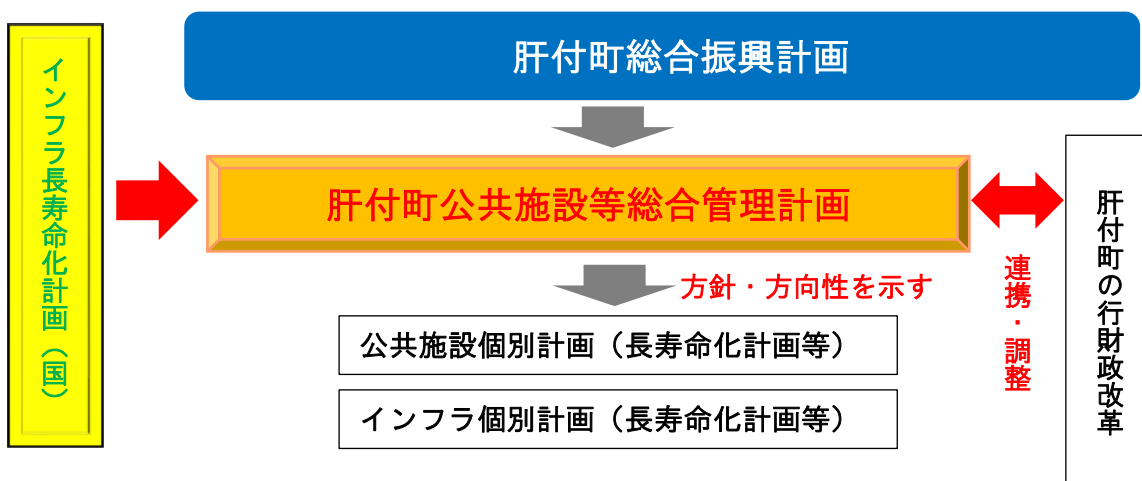 肝付町総合振興計画
インフラ長寿命化計画（国）
肝付町公共施設等総合管理計画
方針・方向性を示す
連携・調整
肝付町の行財政改革
公共施設個別計画（長寿命化計画等）
インフラ個別計画（長寿命化計画等）